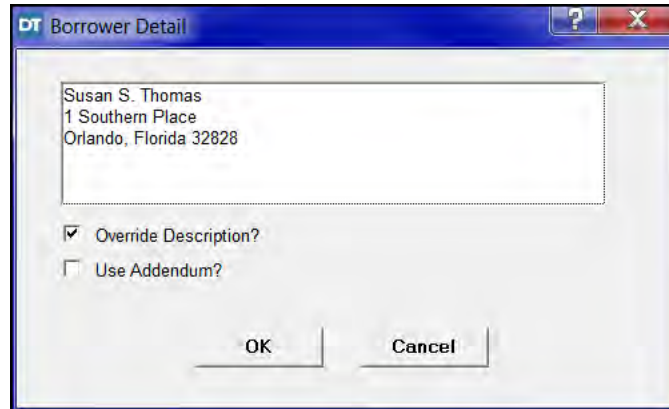 DT Borrower Detail
? X
Susan S. Thomas
1 Southern Place
Orlando, Florida 32828
Override Description?
Use Addendum?
OK Cancel